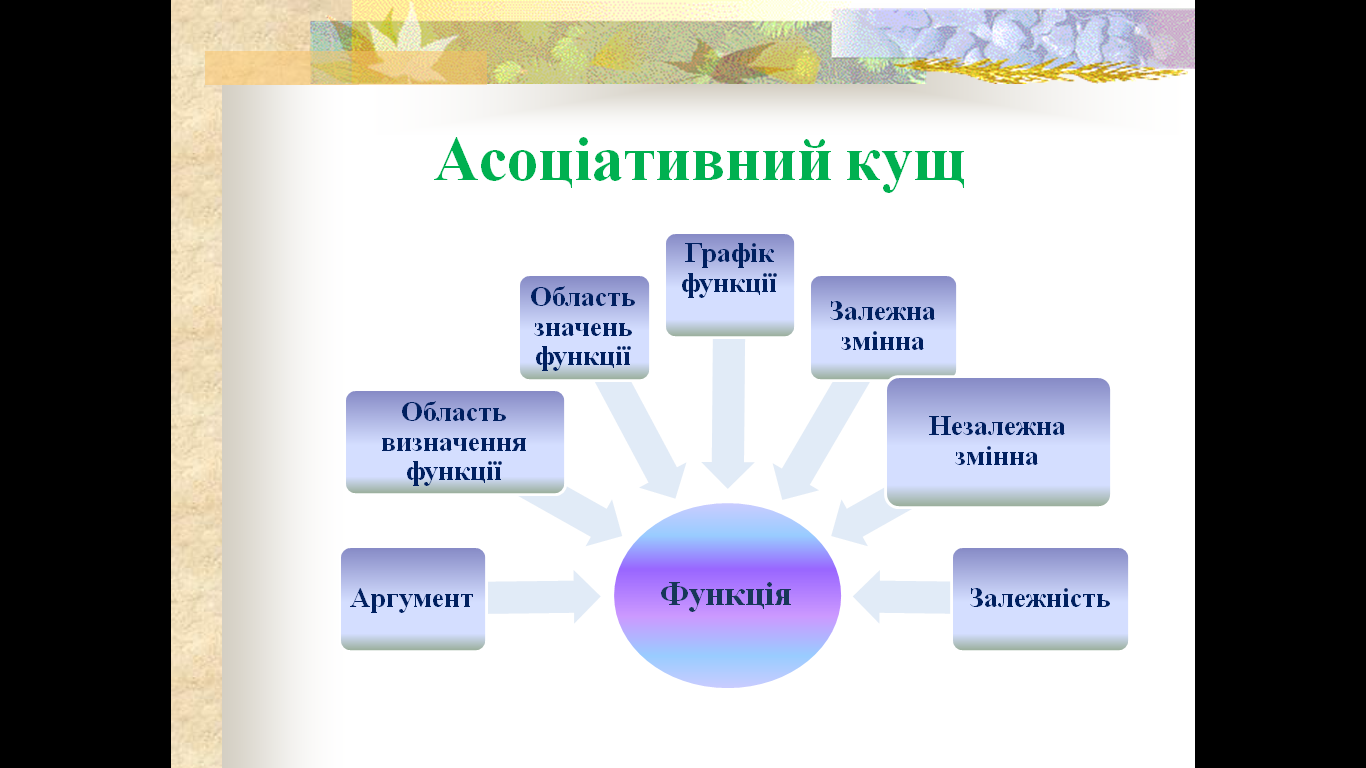 Асоціативний кущ
Графік
функції
Область
значень
функції
Залежна
змінна
Область
визначення
функції
Незалежна
змінна
Аргумент
Функція
Залежність